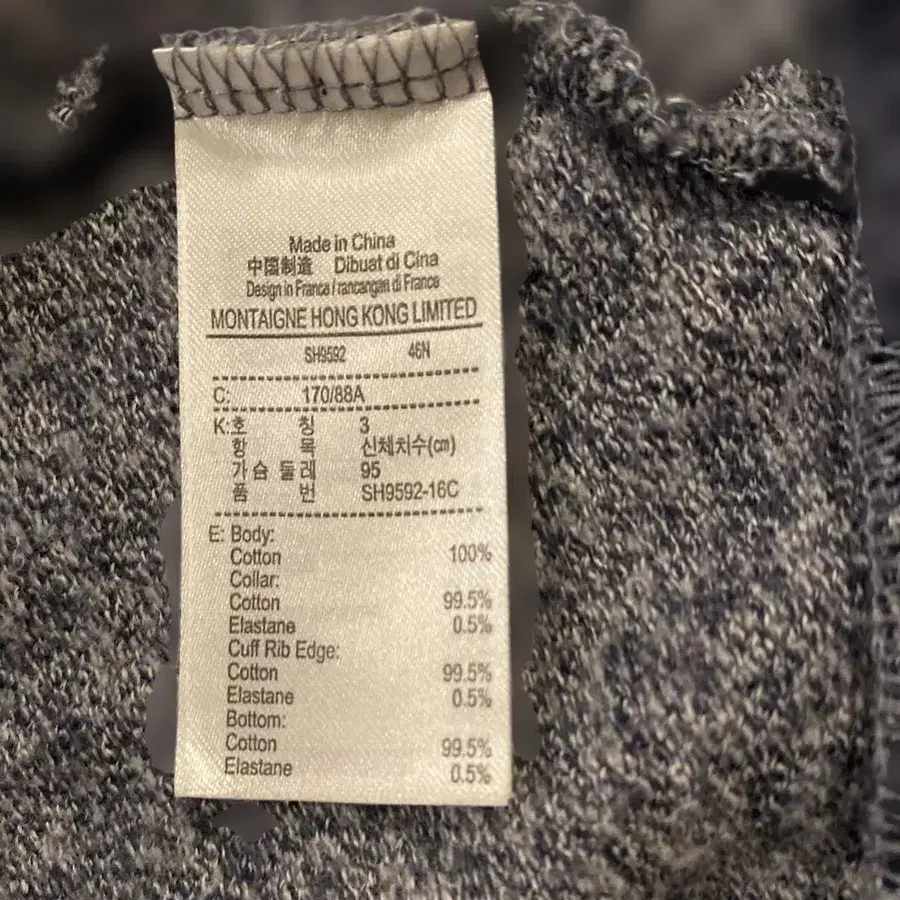 Made in China
中国制造 Dibuat di Cina
Design in Franca / rancangan di France
MONTAIGNE HONG KONG LIMITED
SH9592 46N
C: 170/88A
K:호 칭 3
항 목 신체치수(㎝)
가 슴 둘 레 95
품 번 SH9592-16C
E: Body:
Cotton 100%
Collar:
Cotton 99.5%
Elastane 0.5%
Cuff Rib Edge:
Cotton 99.5%
Elastane 0.5%
Bottom:
Cotton 99.5%
Elastane 0.5%